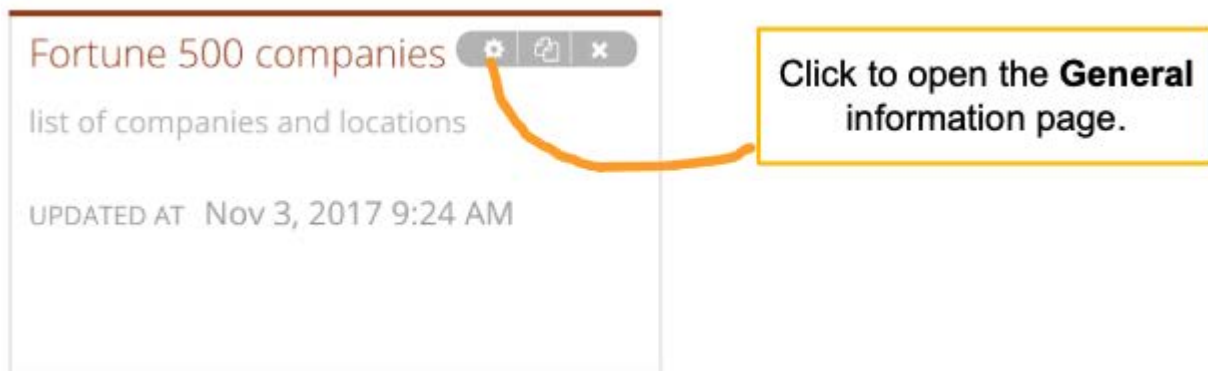 Fortune 500 companies
list of companies and locations
UPDATED AT Nov 3, 2017 9:24 AM
Click to open the General
information page.